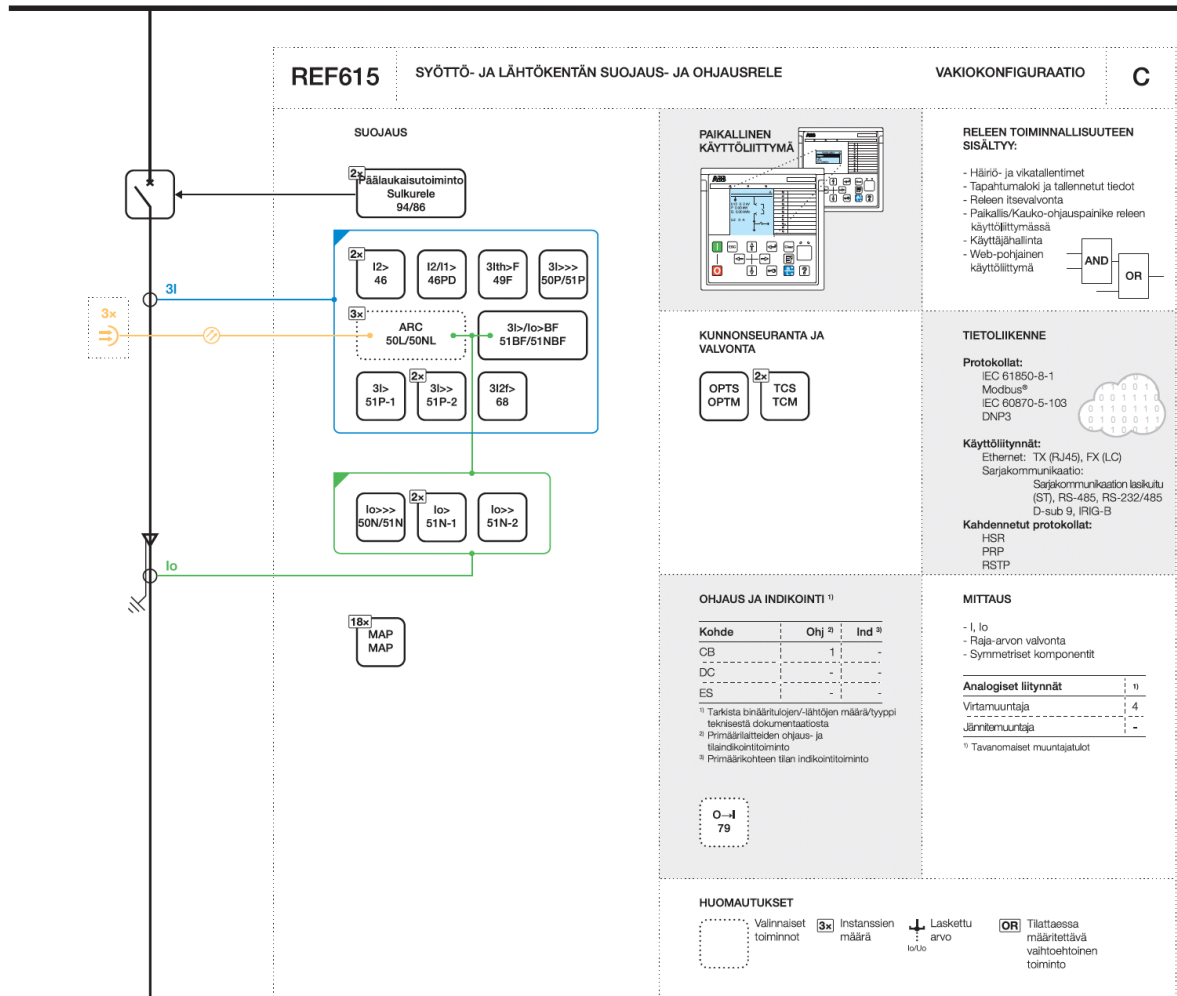 REF615
SYÖTTÖ- JA LÄHTÖKENTÄN SUOJAUS- JA OHJAUSRELE
VAKIOKONFIGURAATIO
C
SUOJAUS
2×
Päälaukaisutoiminto
Sulkurele
94/86
3I
3×
2×
I2>
46
I2/I1>
46PD
3Ith>F
49F
3I>>>
50P/51P
3×
ARC
50L/50NL
3I>/Io>BF
51BF/51NBF
3I>
51P-1
2×
3I>>
51P-2
3I2f>
68
Io>>>
50N/51N
2×
Io>
51N-1
Io>>
51N-2
Io
18×
MAP
MAP
PAIKALLINEN
KÄYTTÖLIITTYMÄ
ABB
ABB
RELEEN TOIMINNALLISUUTEEN
SISÄLTYY:
- Häiriö- ja vikatallentimet
- Tapahtumaloki ja tallennetut tiedot
- Releen itsevalvonta
- Paikallis/Kauko-ohjauspainike releen
käyttöliittymässä
- Käyttäjähallinta
- Web-pohjainen
käyttöliittymä
AND
OR
KUNNONSEURANTA JA
VALVONTA
OPTS
OPTM
2×
TCS
TCM
TIETOLIIKENNE
Protokollat:
IEC 61850-8-1
Modbus®
IEC 60870-5-103
DNP3
Käyttöliitynnät:
Ethernet: TX (RJ45), FX (LC)
Sarjakommunikaatio:
Sarjakommunikaation lasikuitu
(ST), RS-485, RS-232/485
D-sub 9, IRIG-B
Kahdennetut protokollat:
HSR
PRP
RSTP
OHJAUS JA INDIKOINTI 1)
Kohde Ohj 2) Ind 3)
CB 1 -
DC - -
ES - -
1) Tarkista binääritulojen/-lähtöjen määrä/tyyppi
teknisestä dokumentaatiosta
2) Primäärilaitteiden ohjaus- ja
tilaindikointitoiminto
3) Primäärikohteen tilan indikointitoiminto
O→I
79
MITTAUS
- I, Io
- Raja-arvon valvonta
- Symmetriset komponentit
Analogiset liitynnät 1)
Virtamuuntaja 4
Jännitemuuntaja -
1) Tavanomaiset muuntajatulot
HUOMAUTUKSET
Valinnaiset
toiminnot
3×
Instanssien
määrä
Io/Uo
Laskettu
arvo
OR
Tilattaessa
määritettävä
vaihtoehtoinen
toiminto